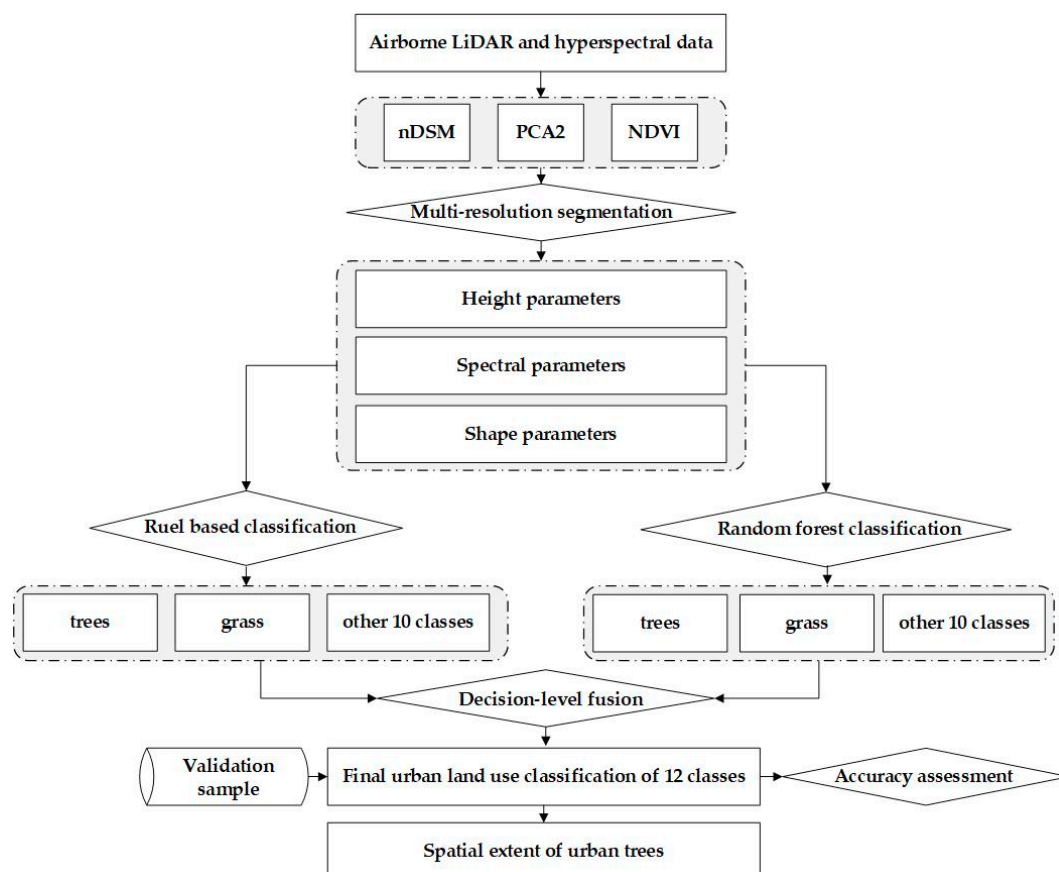 Airborne LiDAR and hyperspectral data
nDSM
PCA2
NDVI
Multi-resolution segmentation
Height parameters
Spectral parameters
Shape parameters
Ruel based classification
Random forest classification
trees
grass
other 10 classes
trees
grass
other 10 classes
Decision-level fusion
Validation
sample
Final urban land use classification of 12 classes
Accuracy assessment
Spatial extent of urban trees